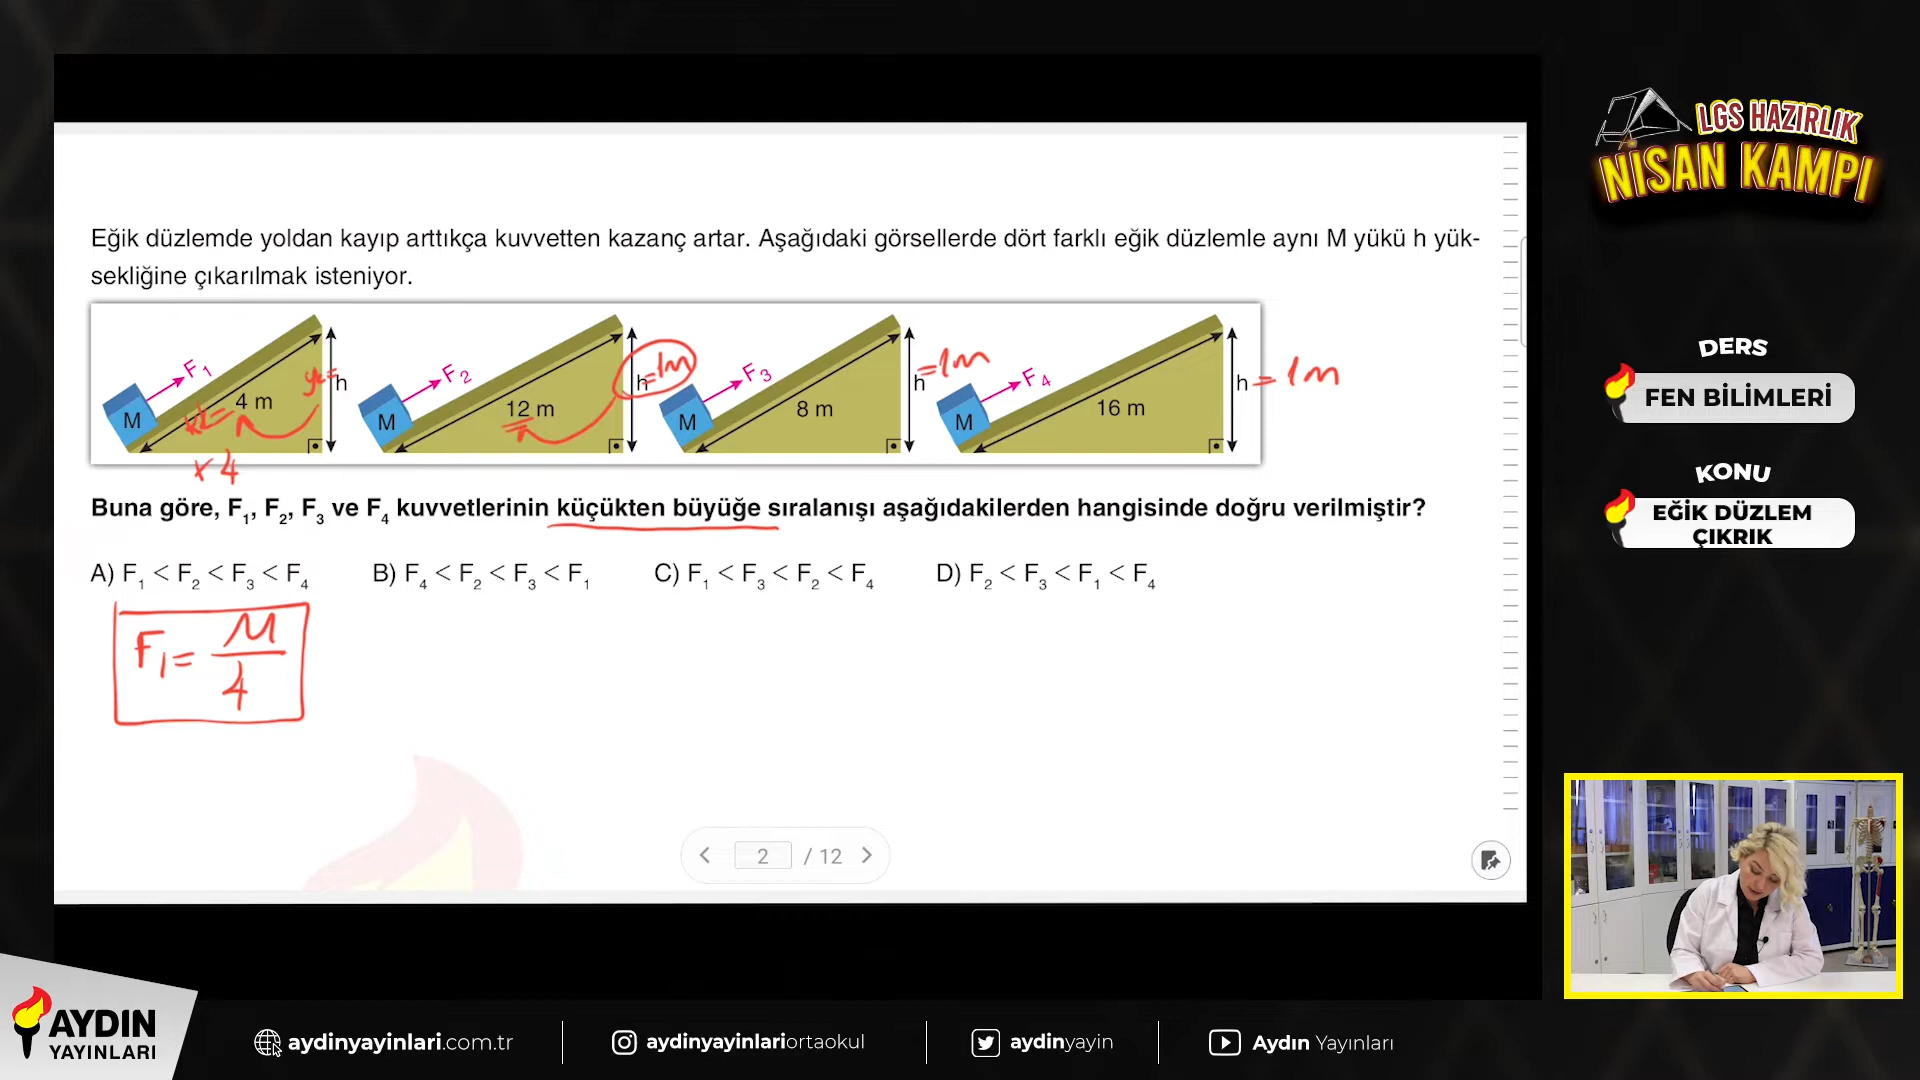 LGS HAZIRLIK
NİSAN KAMPI
Eğik düzlemde yoldan kayıp arttıkça kuvvetten kazanç artar. Aşağıdaki görsellerde dört farklı eğik düzlemle aynı M yükü h yük-
sekliğine çıkarılmak isteniyor.
M F1 4 m h
x 4
M F2 12 m h =1m
M F3 8 m h =1m
M F4 16 m h =1m
Buna göre, F1, F2, F3 ve F4 kuvvetlerinin küçükten büyüğe sıralanışı aşağıdakilerden hangisinde doğru verilmiştir?
A) F1 < F2 < F3 < F4 B) F4 < F2 < F3 < F1 C) F1 < F3 < F2 < F4 D) F2 < F3 < F1 < F4
F1 = M/4
2 / 12
DERS
FEN BİLİMLERİ
KONU
EĞİK DÜZLEM
ÇIKRIK
AYDIN
YAYINLARI
aydinyayinlari.com.tr
aydinyayinlariortaokul
aydinyayin
Aydın Yayınları